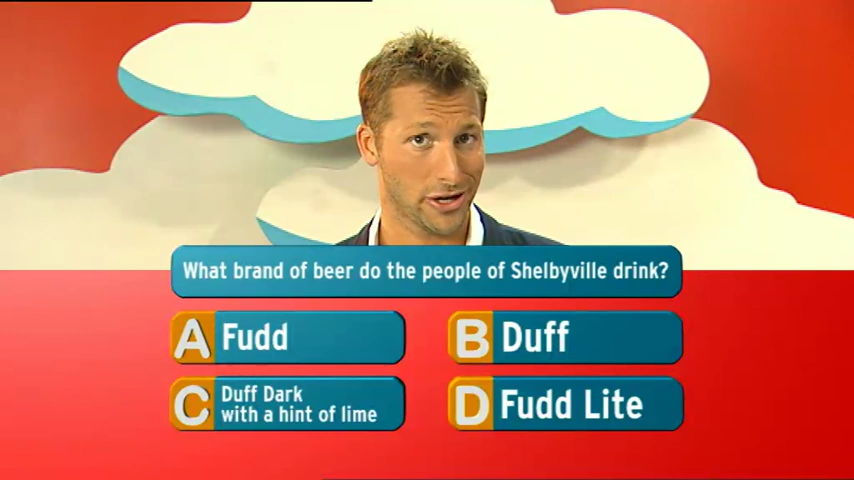 What brand of beer do the people of Shelbyville drink?
A Fudd
B Duff
C Duff Dark
with a hint of lime
D Fudd Lite